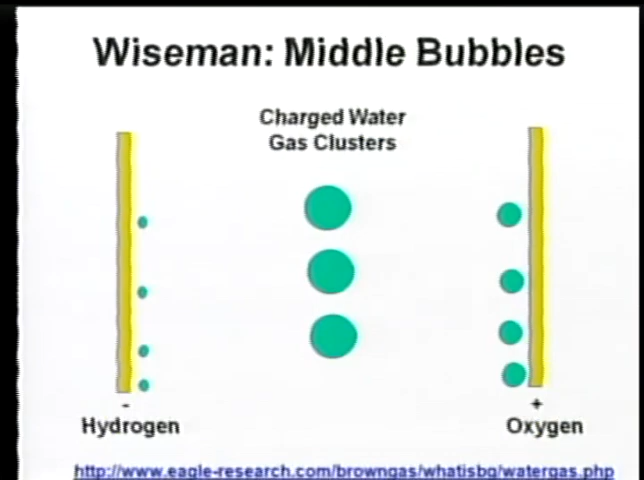 Wiseman: Middle Bubbles
Charged Water
Gas Clusters
-
+
Hydrogen
Oxygen
http://www.eagle-research.com/browngas/whatisbg/watergas.php